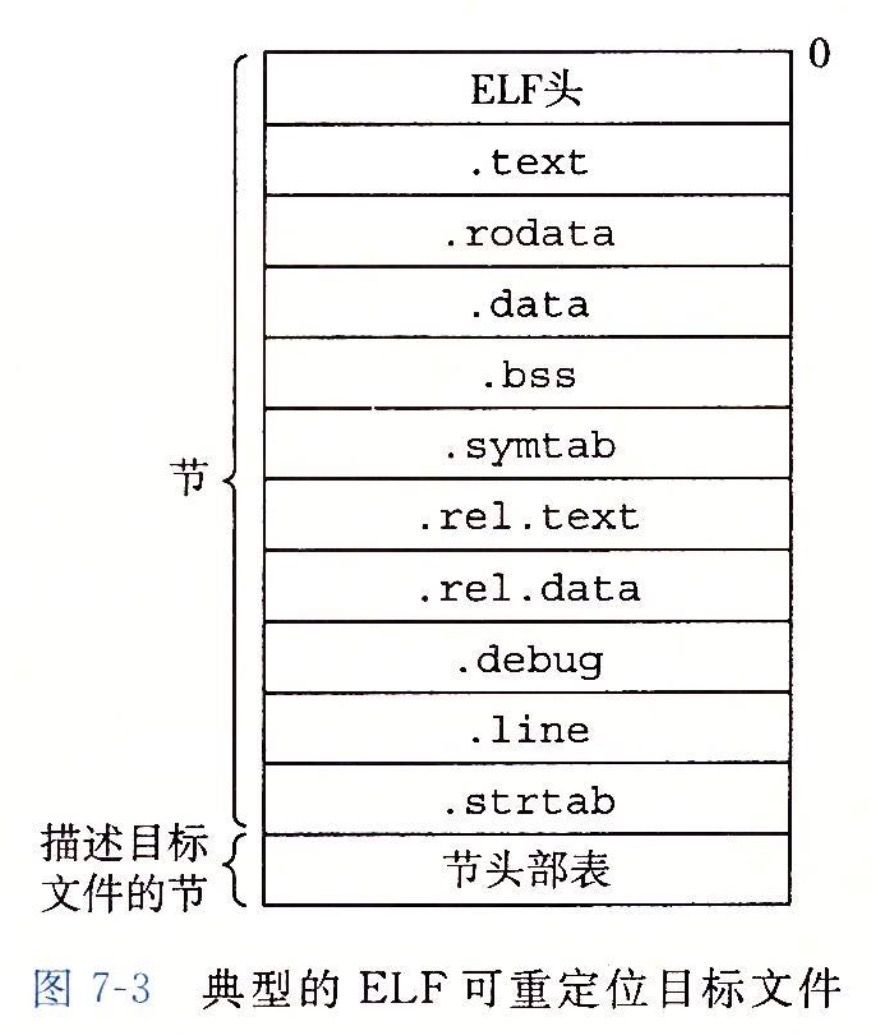 0
ELF头
.text
.rodata
.data
.bss
.symtab
节
.rel.text
.rel.data
.debug
.line
.strtab
描述目标
文件的节
节头部表
图 7-3 典型的 ELF 可重定位目标文件